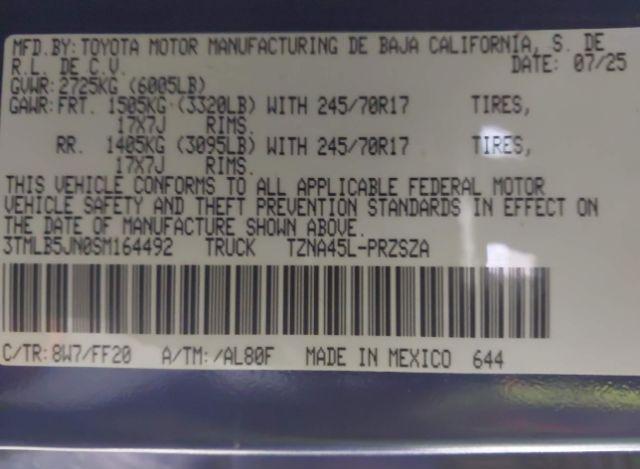 MFD.BY: TOYOTA MOTOR MANUFACTURING DE BAJA CALIFORNIA, S. DE
R.L. DE C.V. DATE: 07/25
GVWR: 2725KG (6005LB)
GAWR: FRT. 1505KG (3320LB) WITH 245/70R17 TIRES,
17X7J RIMS.
RR. 1405KG (3095LB) WITH 245/70R17 TIRES,
17X7J RIMS.
THIS VEHICLE CONFORMS TO ALL APPLICABLE FEDERAL MOTOR
VEHICLE SAFETY AND THEFT PREVENTION STANDARDS IN EFFECT ON
THE DATE OF MANUFACTURE SHOWN ABOVE.
3TMLB5JN0SM164492 TRUCK TZNA45L-PRZSZA
C/TR: 8W7/FF20 A/TM: /AL80F MADE IN MEXICO 644